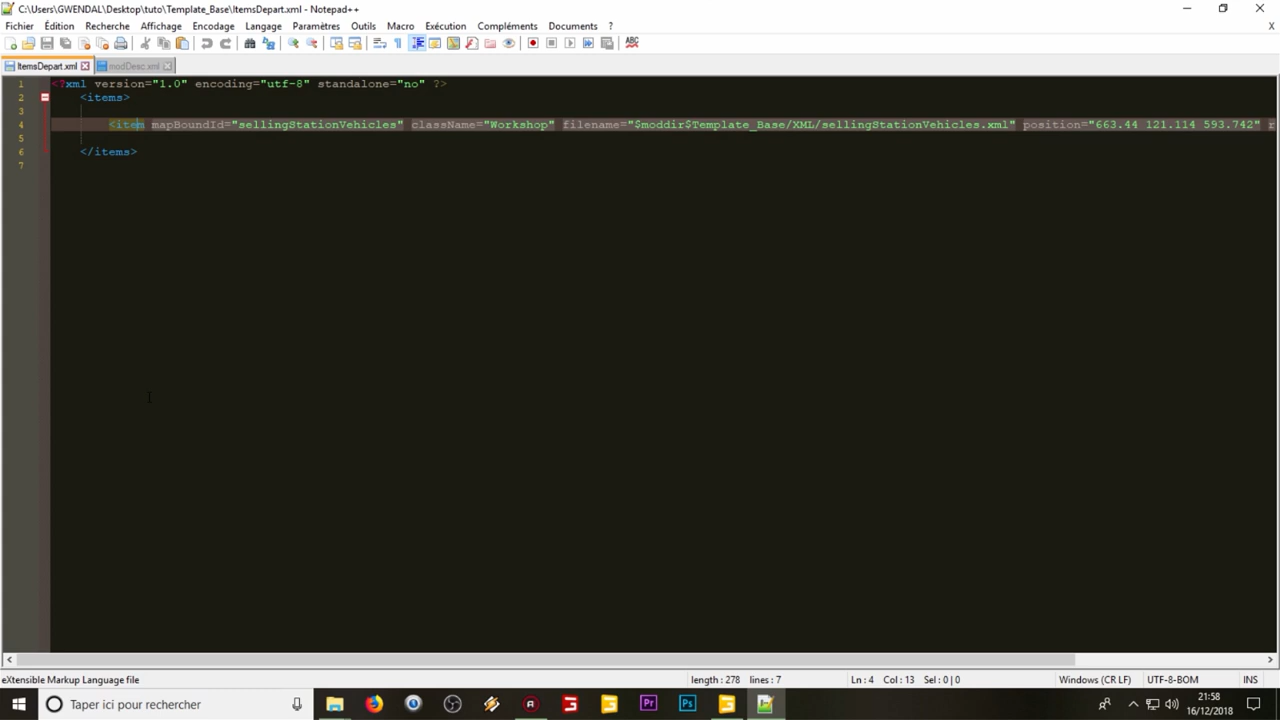 C:\Users\GWENDAL\Desktop\tuto\Template_Base\ItemsDepart.xml - Notepad++
Fichier Édition Recherche Affichage Encodage Langage Paramètres Outils Macro Exécution Compléments Documents ? X
ItemsDepart.xml modDesc.xml
1 <?xml version="1.0" encoding="utf-8" standalone="no" ?>
2 <items>
3
4 <item mapBoundId="sellingStationVehicles" className="Workshop" filename="$moddir$Template_Base/XML/sellingStationVehicles.xml" position="663.44 121.114 593.742" r
5
6 </items>
7
eXtensible Markup Language file length : 278 lines : 7 Ln : 4 Col : 13 Sel : 0 | 0 Windows (CR LF) UTF-8-BOM INS
Taper ici pour rechercher
21:58
16/12/2018